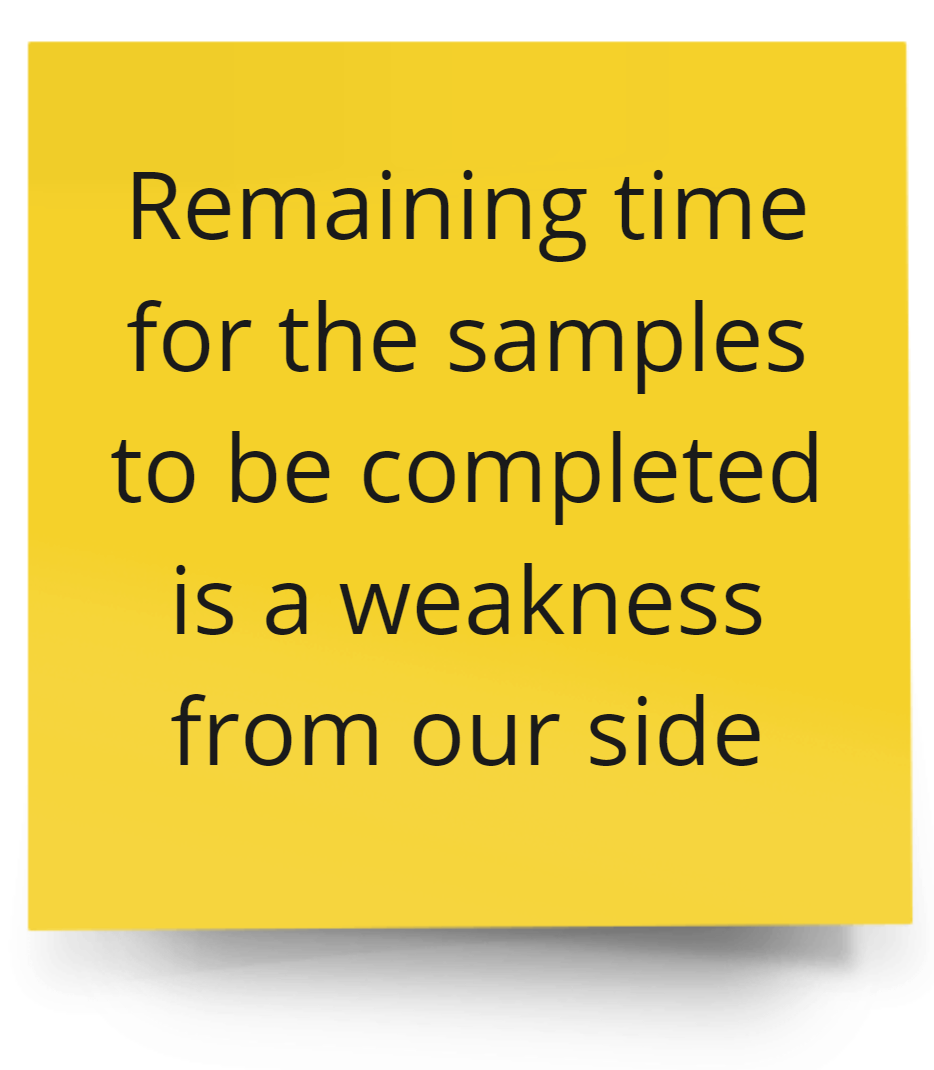 Remaining time
for the samples
to be completed
is a weakness
from our side